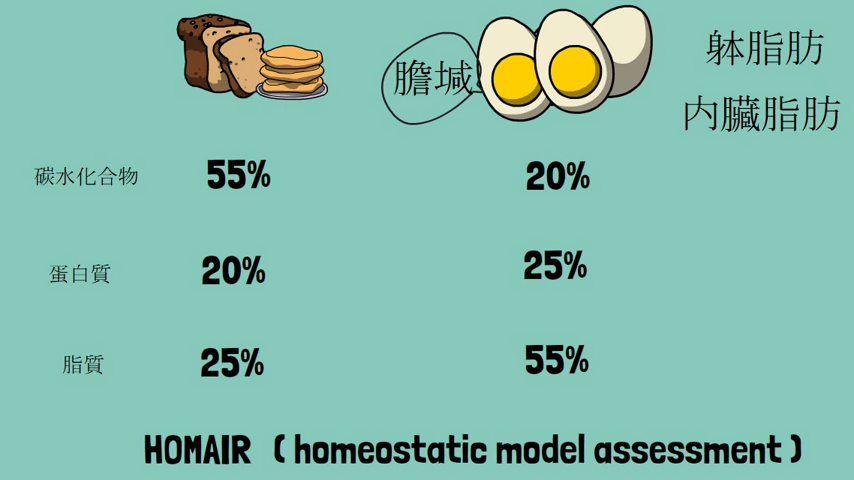 膽堿
躰脂肪
内臓脂肪
碳水化合物 55% 20%
蛋白質 20% 25%
脂質 25% 55%
HOMAIR ( homeostatic model assessment )